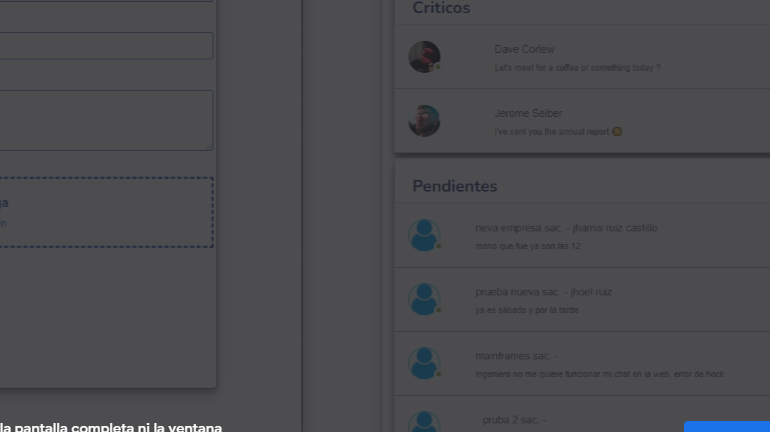 Criticos
Dave Corlew
Let's meet for a coffee or something today ?
Jerome Seiber
I've sent you the annual report
Pendientes
neva empresa sac. - jhamis ruiz castillo
mano que fue ya son las 12
prueba nueva sac. - jhoel ruiz
ya es sábado y por la tarde
mainframes sac. -
ingeniero no me quiere funcionar mi chat en la web, error de hock
pruba 2 sac. -
la pantalla completa ni la ventana